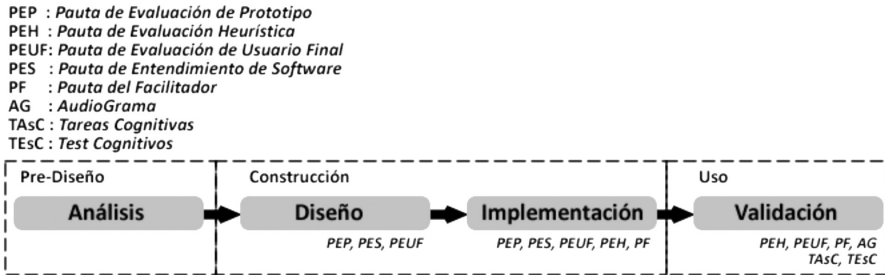 PEP : Pauta de Evaluación de Prototipo
PEH : Pauta de Evaluación Heurística
PEUF: Pauta de Evaluación de Usuario Final
PES : Pauta de Entendimiento de Software
PF : Pauta del Facilitador
AG : AudioGrama
TAsC : Tareas Cognitivas
TEsC : Test Cognitivos
Pre-Diseño
Construcción
Uso
Análisis
Diseño
Implementación
Validación
PEP, PES, PEUF
PEP, PES, PEUF, PEH, PF
PEH, PEUF, PF, AG
TAsC, TEsC